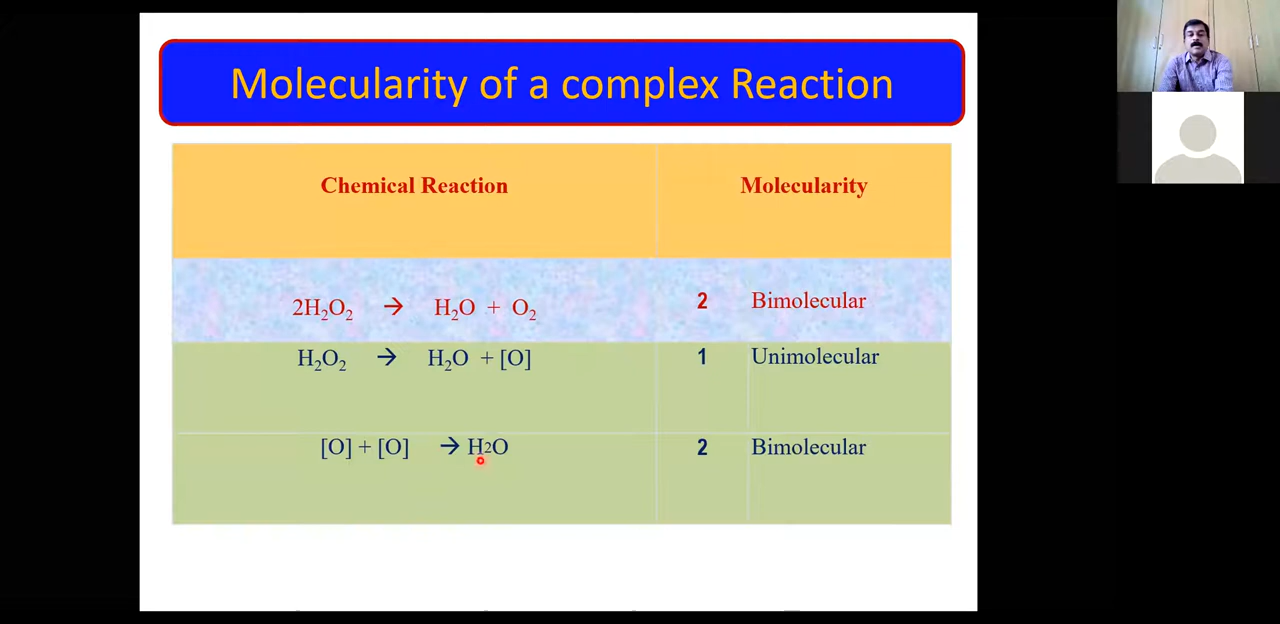 Molecularity of a complex Reaction
Chemical Reaction Molecularity
2H₂O₂ → H₂O + O₂ 2 Bimolecular
H₂O₂ → H₂O + [O] 1 Unimolecular
[O] + [O] → H2O 2 Bimolecular